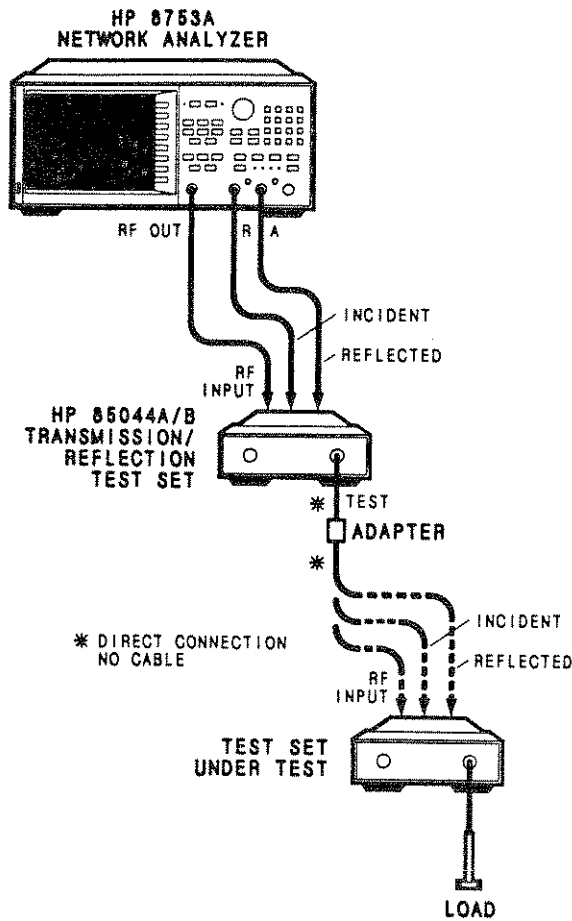 HP 8753A
NETWORK ANALYZER
RF OUT
R
A
INCIDENT
REFLECTED
RF
INPUT
HP 85044A/B
TRANSMISSION/
REFLECTION
TEST SET
* TEST
ADAPTER
*
* DIRECT CONNECTION
NO CABLE
INCIDENT
REFLECTED
RF
INPUT
TEST SET
UNDER TEST
LOAD